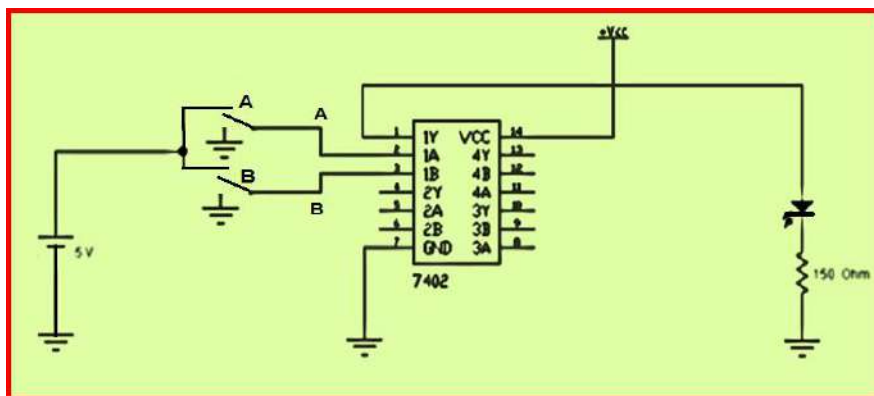 +Vcc
A
A
1 1Y VCC 14
2 1A 4Y 13
3 1B 4B 12
B
4 2Y 4A 11
B
5 2A 3Y 10
6 2B 3B 9
7 GND 3A 8
5 V
150 Ohm
7402